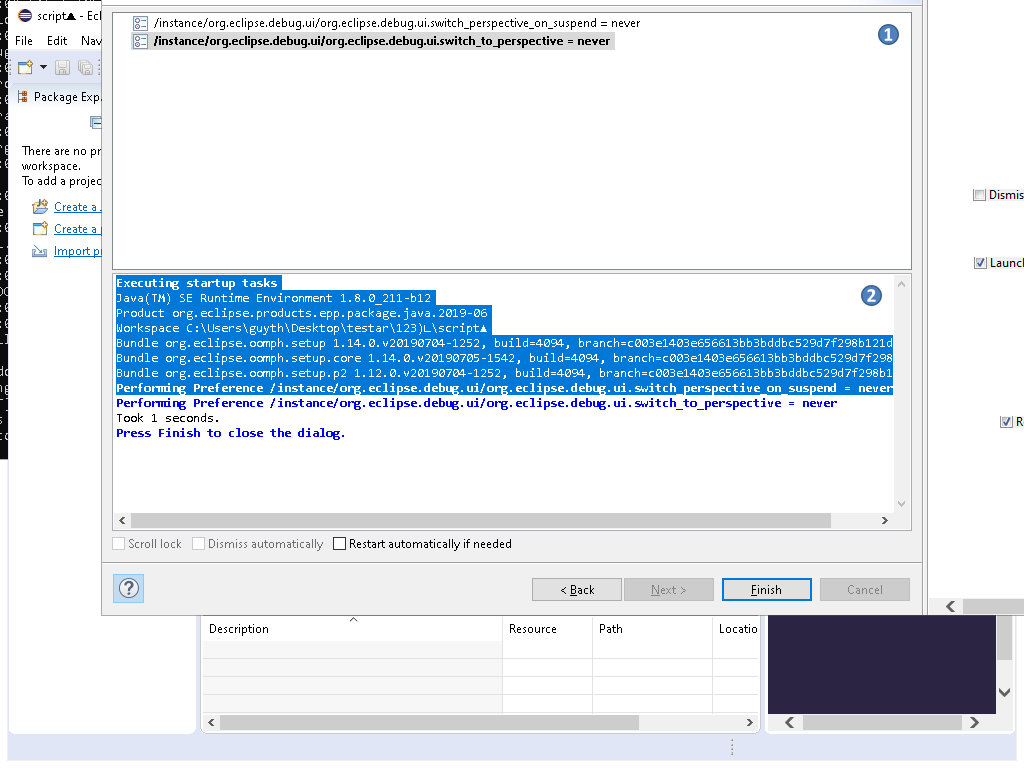 script▲ - Ecl
File Edit Nav
Package Exp
There are no pr
workspace.
To add a projec
Create a
Create a
Import p
/instance/org.eclipse.debug.ui/org.eclipse.debug.ui.switch_perspective_on_suspend = never
/instance/org.eclipse.debug.ui/org.eclipse.debug.ui.switch_to_perspective = never
1
Executing startup tasks
Java(TM) SE Runtime Environment 1.8.0_211-b12
Product org.eclipse.products.epp.package.java.2019-06
Workspace C:\Users\guyth\Desktop\testar\123)L\script▲
Bundle org.eclipse.oomph.setup 1.14.0.v20190704-1252, build=4094, branch=c003e1403e656613bb3bddbc529d7f298b121d
Bundle org.eclipse.oomph.setup.core 1.14.0.v20190705-1542, build=4094, branch=c003e1403e656613bb3bddbc529d7f298
Bundle org.eclipse.oomph.setup.p2 1.12.0.v20190704-1252, build=4094, branch=c003e1403e656613bb3bddbc529d7f298b1
Performing Preference /instance/org.eclipse.debug.ui/org.eclipse.debug.ui.switch_perspective_on_suspend = never
Performing Preference /instance/org.eclipse.debug.ui/org.eclipse.debug.ui.switch_to_perspective = never
Took 1 seconds.
Press Finish to close the dialog.
2
Scroll lock Dismiss automatically Restart automatically if needed
? < Back Next > Finish Cancel
Dismis
Launch
R
Description Resource Path Locatio